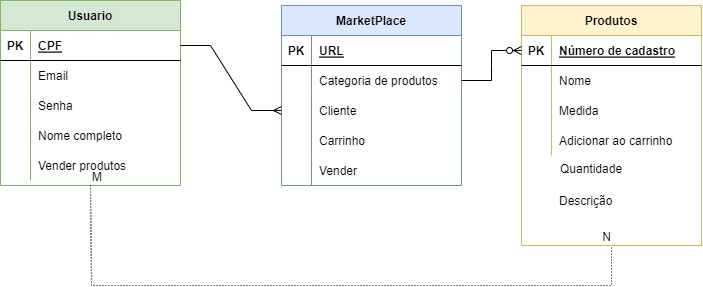 Usuario
PK CPF
Email
Senha
Nome completo
Vender produtos
M
MarketPlace
PK URL
Categoria de produtos
Cliente
Carrinho
Vender
Produtos
PK Número de cadastro
Nome
Medida
Adicionar ao carrinho
Quantidade
Descrição
N